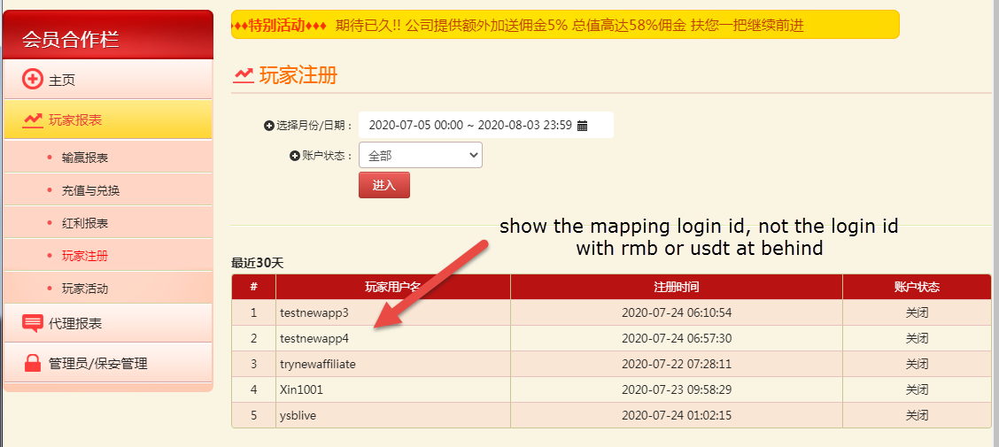 会员合作栏
主页
玩家报表
输赢报表
充值与兑换
红利报表
玩家注册
玩家活动
代理报表
管理员/保安管理
♦♦♦特别活动♦♦♦ 期待已久!! 公司提供额外加送佣金5% 总值高达58%佣金 扶您一把继续前进
玩家注册
选择月份/日期： 2020-07-05 00:00 ~ 2020-08-03 23:59
账户状态： 全部
进入
show the mapping login id, not the login id
with rmb or usdt at behind
最近30天
# 玩家用户名 注册时间 账户状态
1 testnewapp3 2020-07-24 06:10:54 关闭
2 testnewapp4 2020-07-24 06:57:30 关闭
3 trynewaffiliate 2020-07-22 07:28:11 关闭
4 Xin1001 2020-07-23 09:58:29 关闭
5 ysblive 2020-07-24 01:02:15 关闭